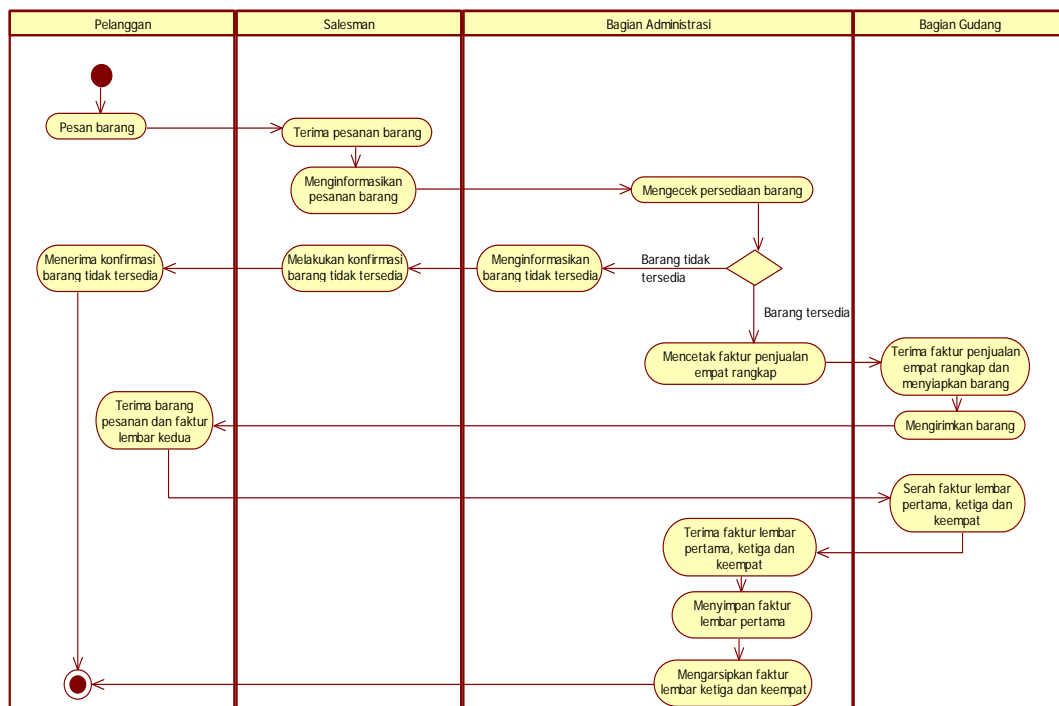 Pelanggan
Salesman
Bagian Administrasi
Bagian Gudang
Pesan barang
Terima pesanan barang
Menginformasikan
pesanan barang
Mengecek persediaan barang
Menerima konfirmasi
barang tidak tersedia
Melakukan konfirmasi
barang tidak tersedia
Menginformasikan
barang tidak tersedia
Barang tidak
tersedia
Barang tersedia
Mencetak faktur penjualan
empat rangkap
Terima faktur penjualan
empat rangkap dan
menyiapkan barang
Terima barang
pesanan dan faktur
lembar kedua
Mengirimkan barang
Serah faktur lembar
pertama, ketiga dan
keempat
Terima faktur lembar
pertama, ketiga dan
keempat
Menyimpan faktur
lembar pertama
Mengarsipkan faktur
lembar ketiga dan keempat